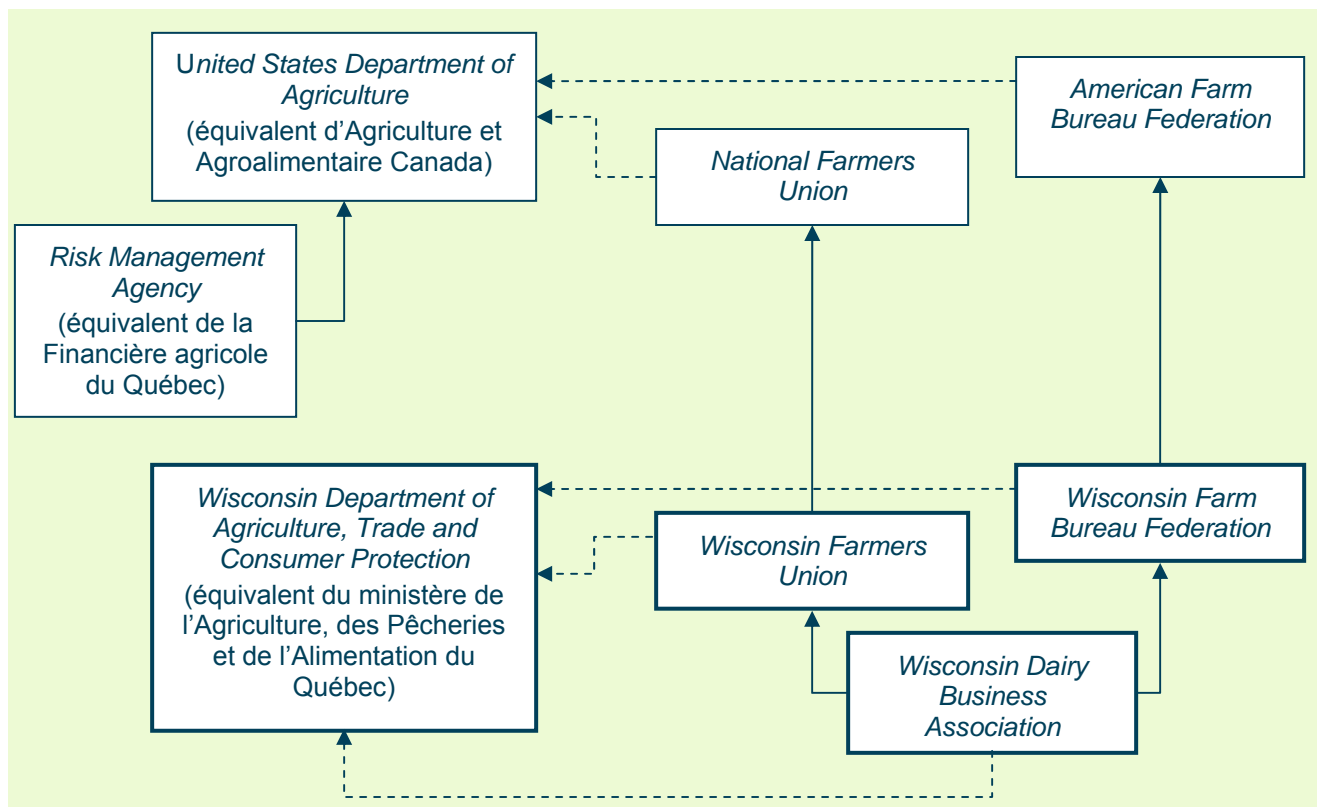 United States Department of
Agriculture
(équivalent d’Agriculture et
Agroalimentaire Canada)
American Farm
Bureau Federation
National Farmers
Union
Risk Management
Agency
(équivalent de la
Financière agricole
du Québec)
Wisconsin Department of
Agriculture, Trade and
Consumer Protection
(équivalent du ministère de
l’Agriculture, des Pêcheries
et de l’Alimentation du
Québec)
Wisconsin Farm
Bureau Federation
Wisconsin Farmers
Union
Wisconsin Dairy
Business
Association